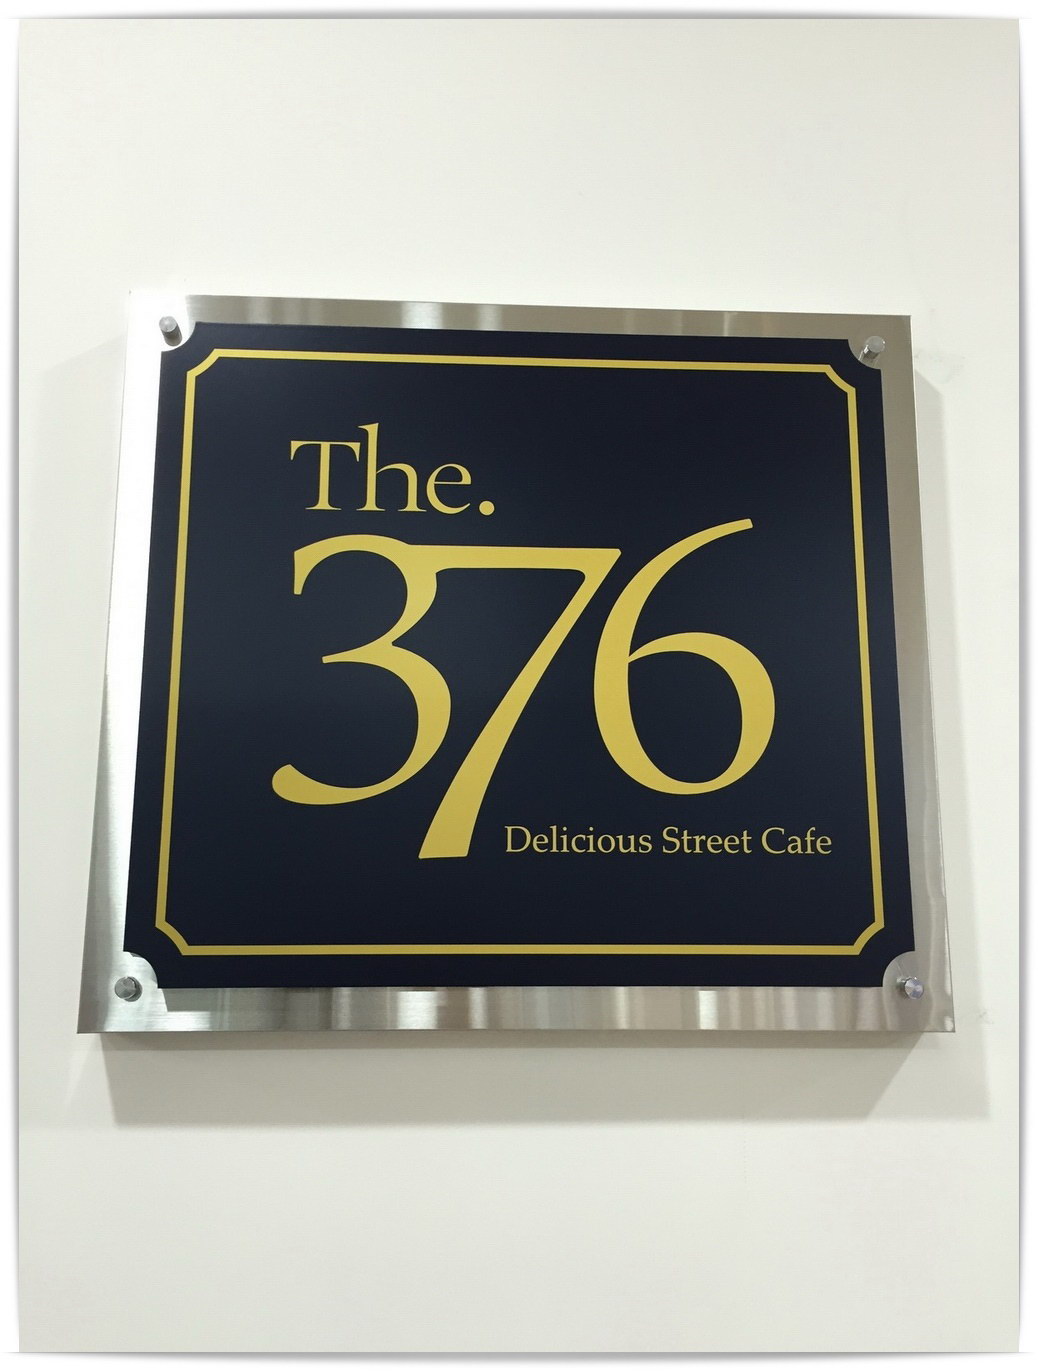 The.
376
Delicious Street Cafe